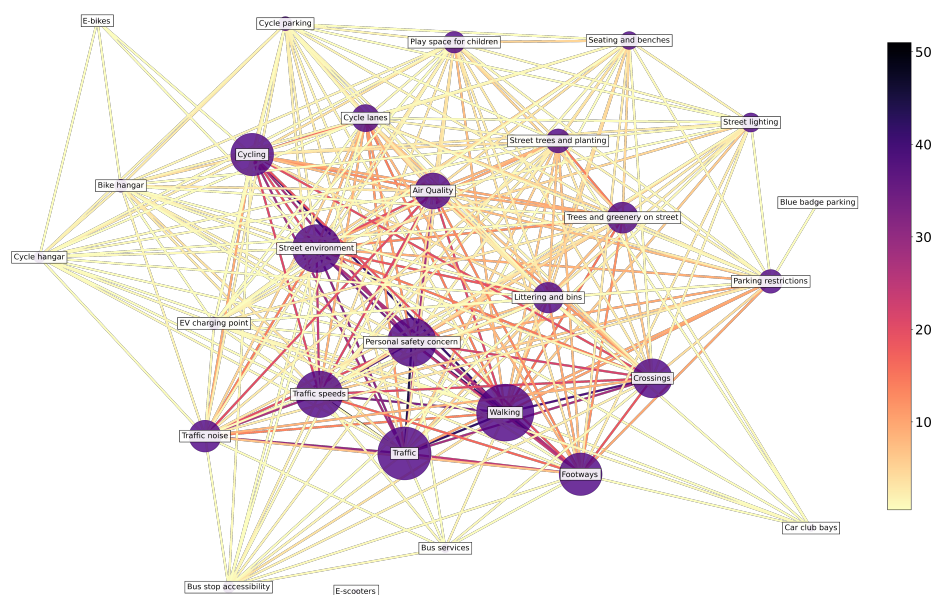 E-bikes
Cycle parking
Play space for children
Seating and benches
50
Cycle lanes
Street lighting
Street trees and planting
40
Cycling
Bike hangar
Air Quality
Blue badge parking
Trees and greenery on street
30
Street environment
Cycle hangar
Parking restrictions
Littering and bins
EV charging point
20
Personal safety concern
Crossings
Traffic speeds
Walking
10
Traffic noise
Traffic
Footways
Car club bays
Bus services
Bus stop accessibility
E-scooters